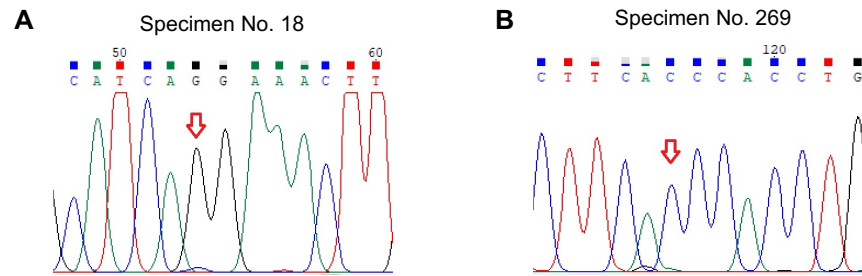 A
Specimen No. 18
50 60
C A T C A G G A A A C T T
B
Specimen No. 269
120
C T T C A C C C A C C T G